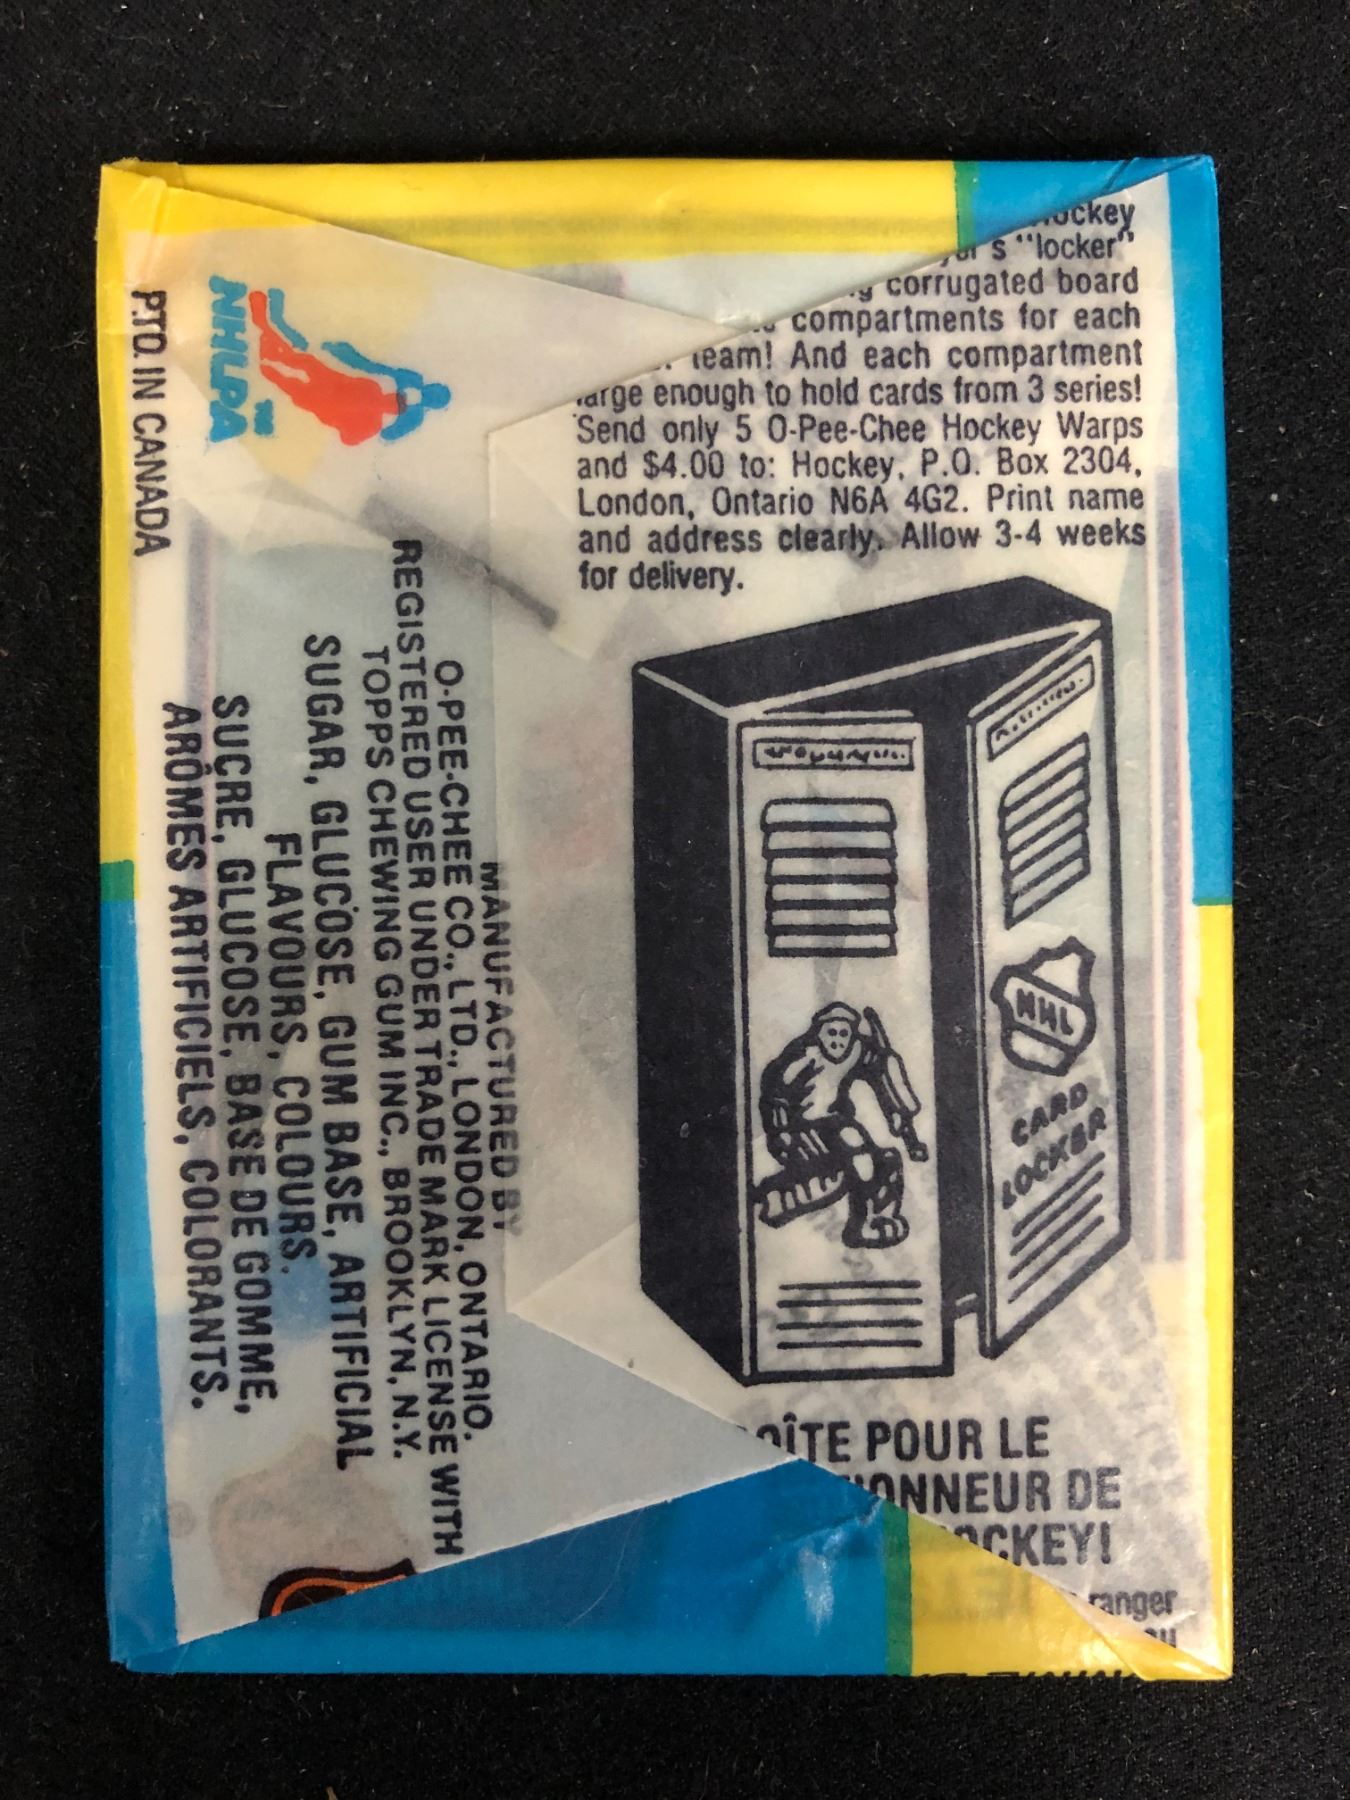 "locker"
corrugated board
compartments for each
team! And each compartment
large enough to hold cards from 3 series!
Send only 5 O-Pee-Chee Hockey Warps
and $4.00 to: Hockey, P.O. Box 2304,
London, Ontario N6A 4G2. Print name
and address clearly. Allow 3-4 weeks
for delivery.
NHL
CARD
LOCKER
POUR LE
DE
ranger
NHLPA
TM
MANUFACTURED BY
O-PEE-CHEE CO., LTD., LONDON, ONTARIO.
REGISTERED USER UNDER TRADE MARK LICENSE WITH
TOPPS CHEWING GUM INC., BROOKLYN, N.Y.
SUGAR, GLUCOSE, GUM BASE, ARTIFICIAL
FLAVOURS, COLOURS.
SUCRE, GLUCOSE, BASE DE GOMME,
ARÔMES ARTIFICIELS, COLORANTS.
PTD. IN CANADA